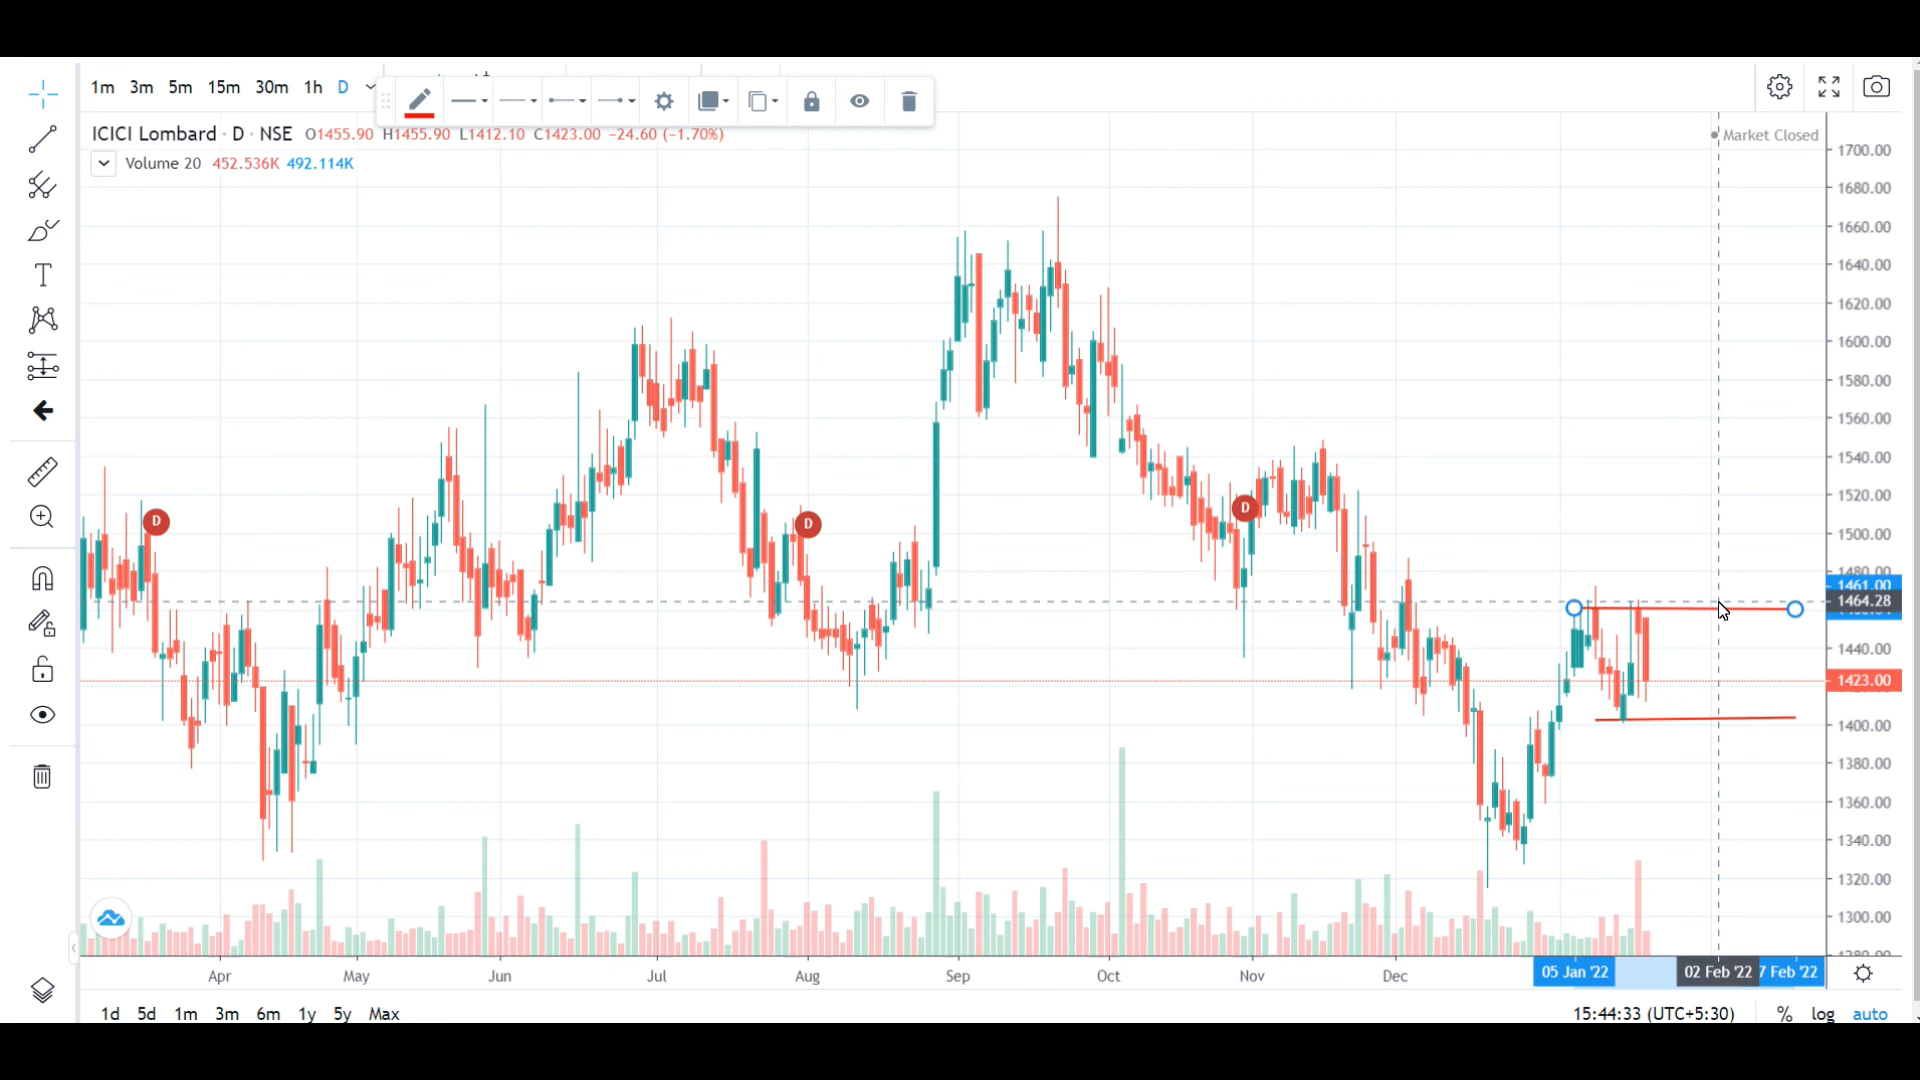 1m 3m 5m 15m 30m 1h D
ICICI Lombard · D · NSE O1455.90 H1455.90 L1412.10 C1423.00 −24.60 (−1.70%)
Market Closed
Volume 20 452.536K 492.114K
1700.00
1680.00
1660.00
1640.00
1620.00
1600.00
1580.00
1560.00
1540.00
1520.00
1500.00
1480.00
1461.00
1464.28
1440.00
1423.00
1400.00
1380.00
1360.00
1340.00
1320.00
1300.00
D
D
D
T
Apr May Jun Jul Aug Sep Oct Nov Dec 05 Jan '22 02 Feb '22 7 Feb '22
1d 5d 1m 3m 6m 1y 5y Max 15:44:33 (UTC+5:30) % log auto